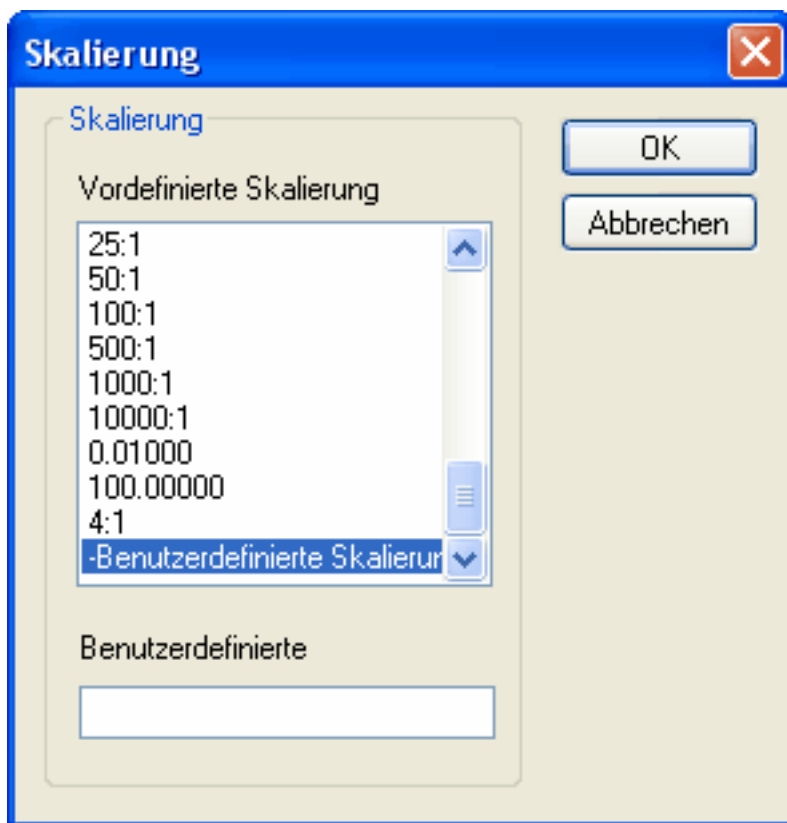 Skalierung
Skalierung
Vordefinierte Skalierung
25:1
50:1
100:1
500:1
1000:1
10000:1
0.01000
100.00000
4:1
-Benutzerdefinierte Skalierun
Benutzerdefinierte
OK
Abbrechen